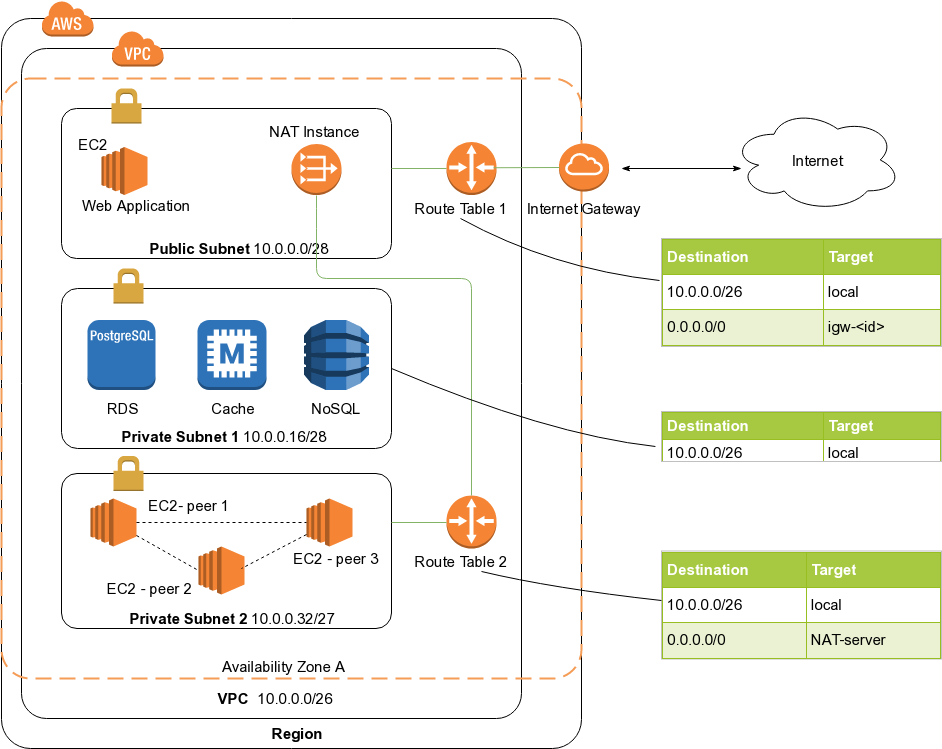 AWS
VPC
EC2
Web Application
NAT Instance
Public Subnet 10.0.0.0/28
Route Table 1
Internet Gateway
Internet
Destination Target
10.0.0.0/26 local
0.0.0.0/0 igw-<id>
PostgreSQL
M
RDS
Cache
NoSQL
Private Subnet 1 10.0.0.16/28
Destination Target
10.0.0.0/26 local
EC2- peer 1
EC2 - peer 2
EC2 - peer 3
Private Subnet 2 10.0.0.32/27
Route Table 2
Destination Target
10.0.0.0/26 local
0.0.0.0/0 NAT-server
Availability Zone A
VPC 10.0.0.0/26
Region